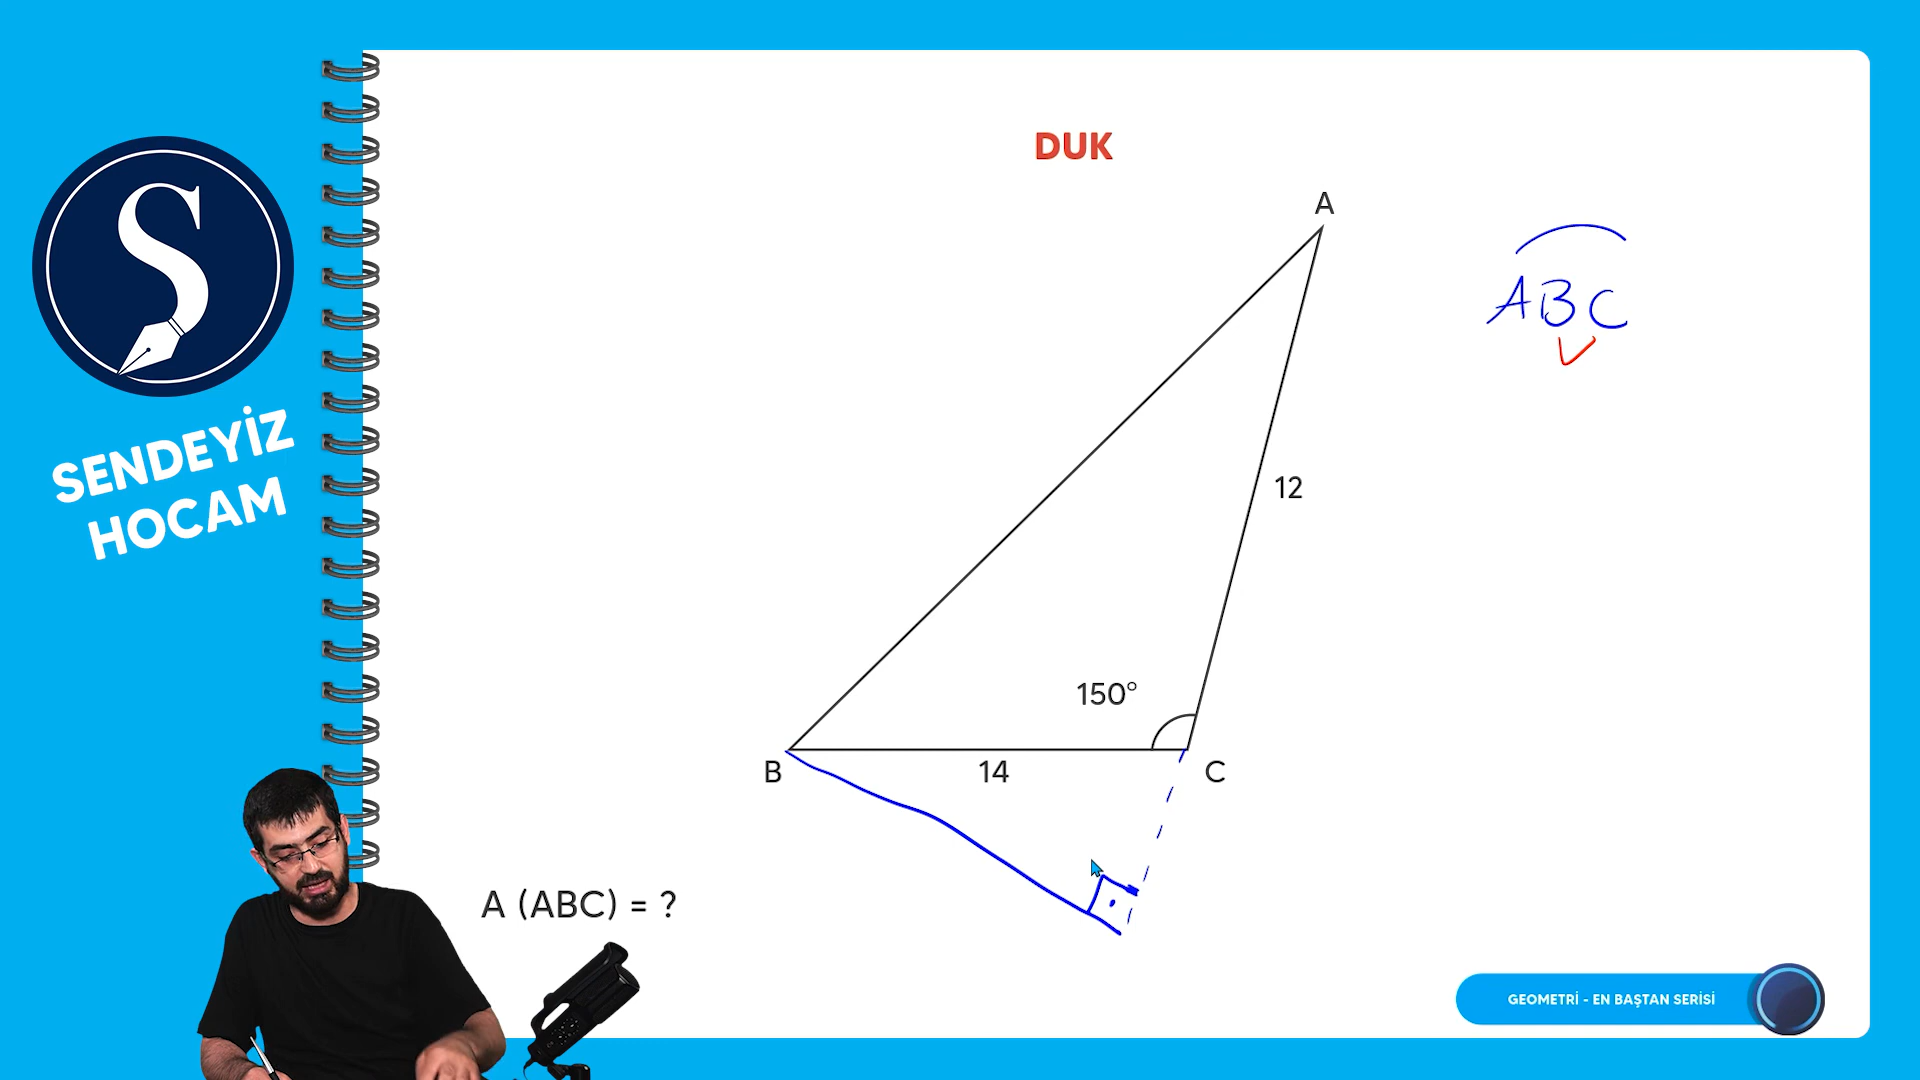 SENDEYİZ
HOCAM
DUK
A
ABC
12
150°
B
14
C
A (ABC) = ?
GEOMETRİ - EN BAŞTAN SERİSİ